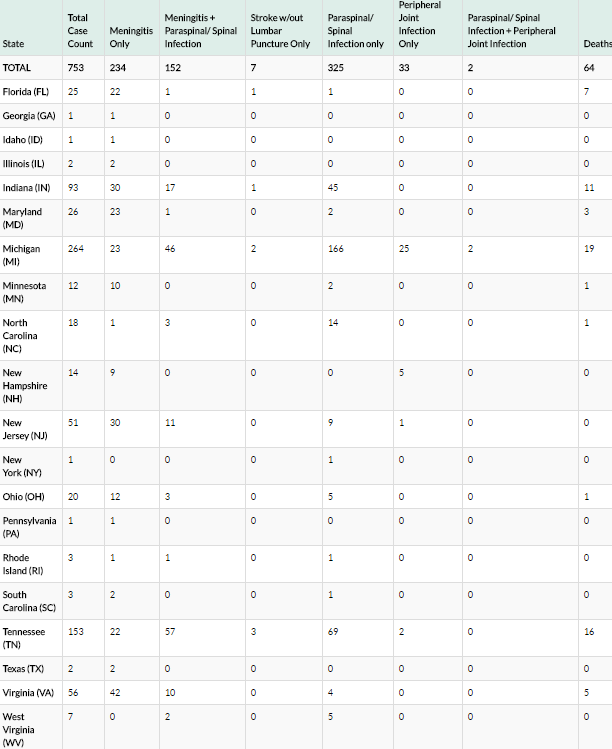 State	Total Case Count	Meningitis Only	Meningitis + Paraspinal/ Spinal Infection	Stroke w/out Lumbar Puncture Only	Paraspinal/ Spinal Infection only	Peripheral Joint Infection Only	Paraspinal/ Spinal Infection + Peripheral Joint Infection	Deaths
TOTAL	753	234	152	7	325	33	2	64
Florida (FL)	25	22	1	1	1	0	0	7
Georgia (GA)	1	1	0	0	0	0	0	0
Idaho (ID)	1	1	0	0	0	0	0	0
Illinois (IL)	2	2	0	0	0	0	0	0
Indiana (IN)	93	30	17	1	45	0	0	11
Maryland (MD)	26	23	1	0	2	0	0	3
Michigan (MI)	264	23	46	2	166	25	2	19
Minnesota (MN)	12	10	0	0	2	0	0	1
North Carolina (NC)	18	1	3	0	14	0	0	1
New Hampshire (NH)	14	9	0	0	0	5	0	0
New Jersey (NJ)	51	30	11	0	9	1	0	0
New York (NY)	1	0	0	0	1	0	0	0
Ohio (OH)	20	12	3	0	5	0	0	1
Pennsylvania (PA)	1	1	0	0	0	0	0	0
Rhode Island (RI)	3	1	1	0	1	0	0	0
South Carolina (SC)	3	2	0	0	1	0	0	0
Tennessee (TN)	153	22	57	3	69	2	0	16
Texas (TX)	2	2	0	0	0	0	0	0
Virginia (VA)	56	42	10	0	4	0	0	5
West Virginia (WV)	7	0	2	0	5	0	0	0